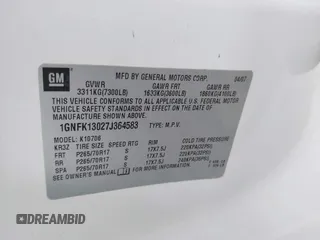 GM
MFD BY GENERAL MOTORS CORP.
GVWR GAWR FRT GAWR RR
3311KG(7300LB) 1633KG(3600LB)
THIS VEHICLE CONFORMS TO ALL APPLICABLE U.S. FEDERAL MOTOR
VEHICLE SAFETY STANDARDS IN EFFECT ON THE DATE OF
MANUFACTURE SHOWN ABOVE.
1GNFK13027J364583 TYPE: M.P.V.
MODEL: K10706
KR3Z TIRE SIZE SPEED RTG RIM COLD TIRE PRESSURE
FRT P265/70R17 S 17X7.5J
RR P265/70R17 S 17X7.5J
SPA P265/70R17 S 17X7.5J
SEE OWNER'S MANUAL FOR MORE INFORMATION.
DREAMBID